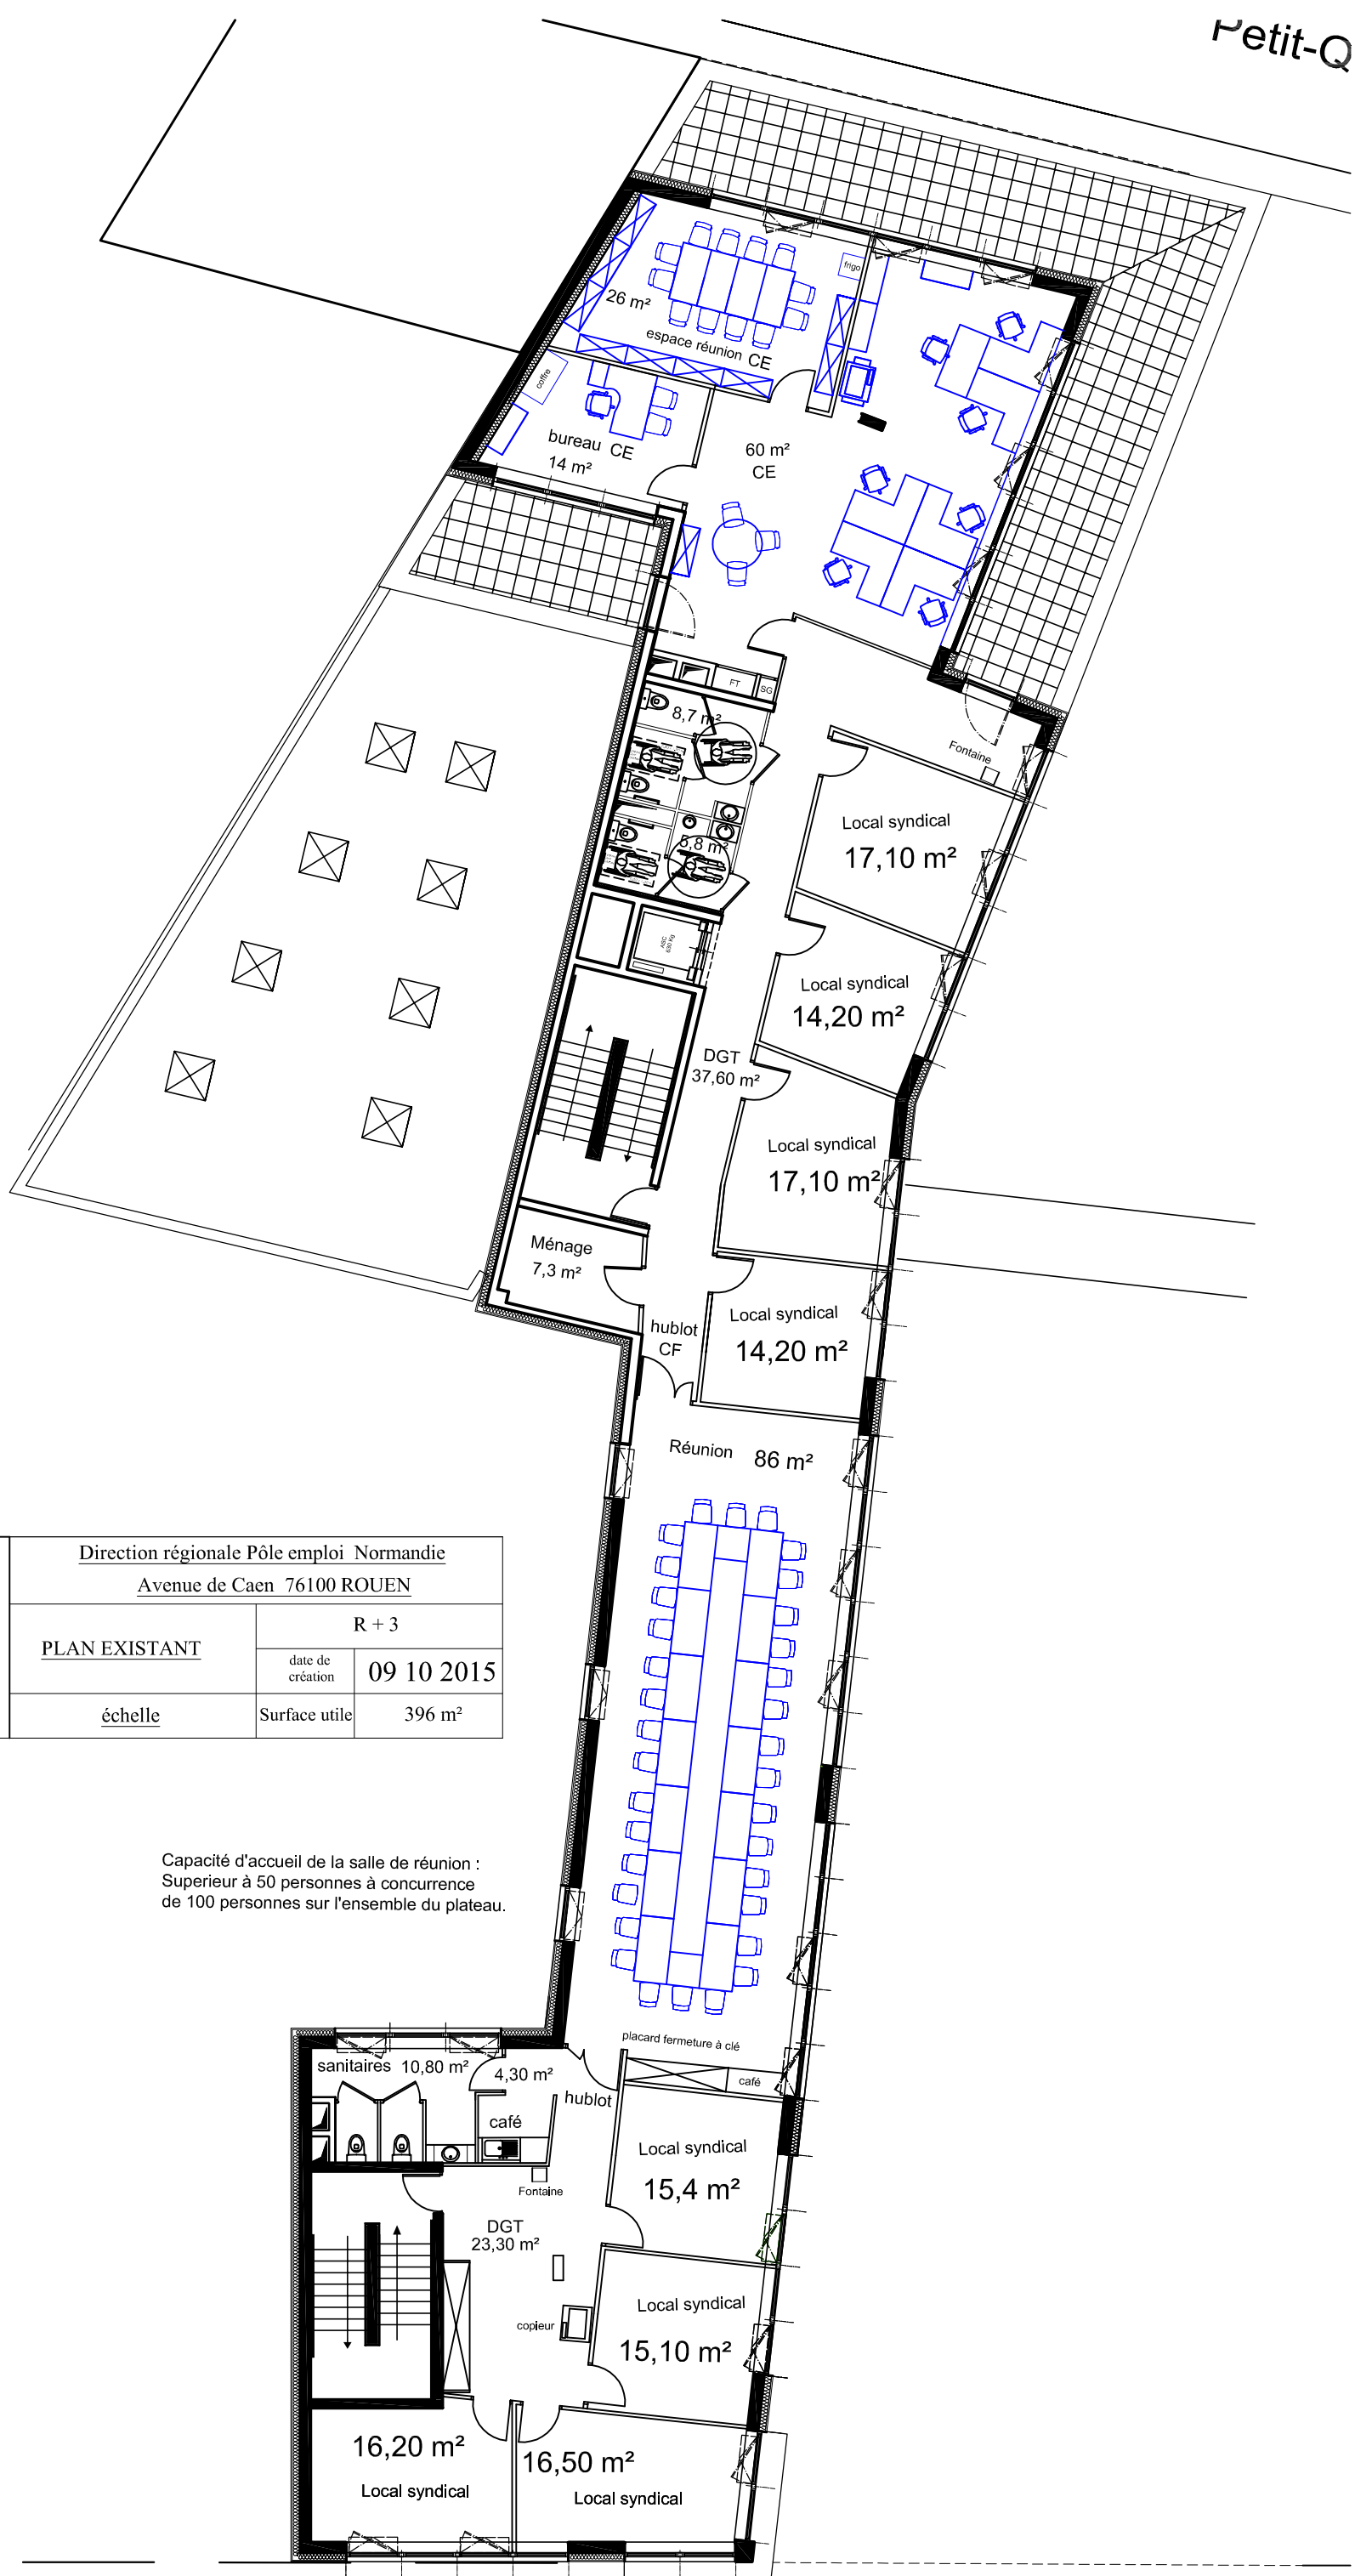 Petit-Q
frigo
26 m²
espace réunion CE
coffre
bureau CE
14 m²
60 m²
CE
FT
SG
8,7 m²
Fontaine
Local syndical
17,10 m²
5,8 m²
ASC
630 Kg
Local syndical
14,20 m²
DGT
37,60 m²
Local syndical
17,10 m²
Ménage
7,3 m²
hublot
CF
Local syndical
14,20 m²
Réunion 86 m²
Direction régionale Pôle emploi Normandie
Avenue de Caen 76100 ROUEN
PLAN EXISTANT
R + 3
date de
création
09 10 2015
échelle
Surface utile
396 m²
Capacité d'accueil de la salle de réunion :
Superieur à 50 personnes à concurrence
de 100 personnes sur l'ensemble du plateau.
placard fermeture à clé
café
sanitaires 10,80 m²
4,30 m²
hublot
café
Local syndical
15,4 m²
Fontaine
DGT
23,30 m²
copieur
Local syndical
15,10 m²
16,20 m²
Local syndical
16,50 m²
Local syndical